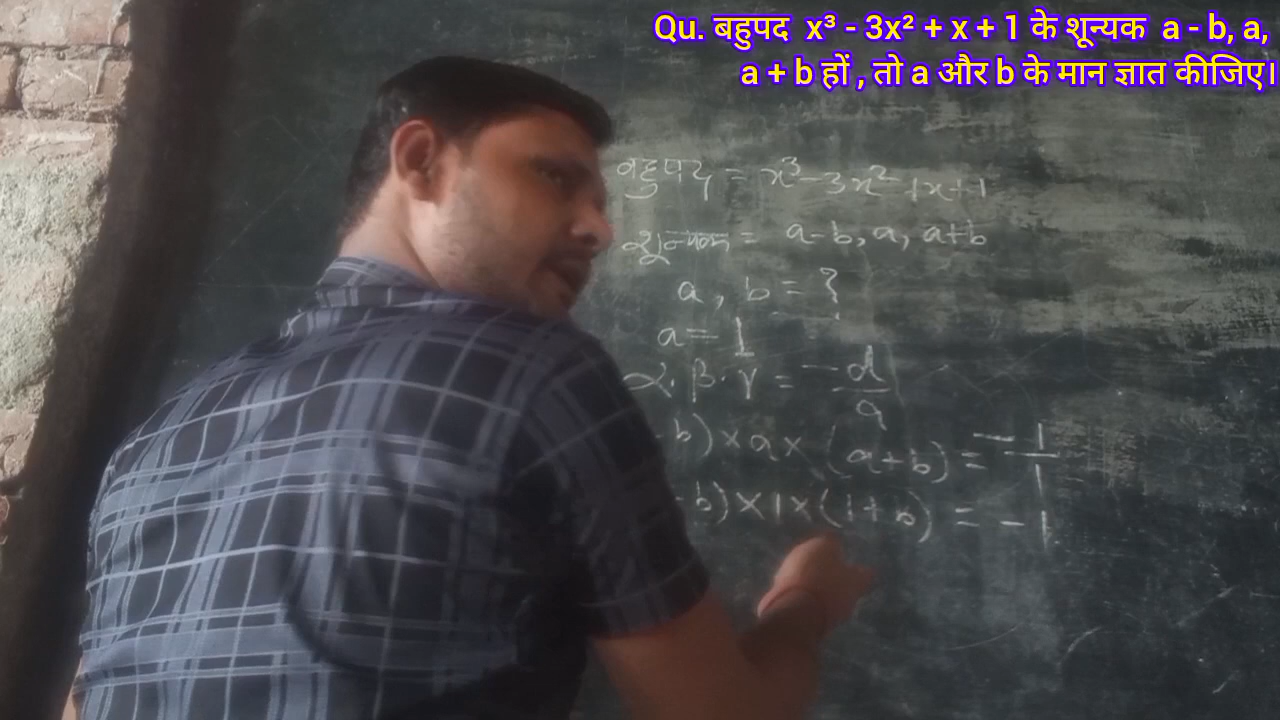 Qu. बहुपद x³ - 3x² + x + 1 के शून्यक a - b, a,
a + b हों , तो a और b के मान ज्ञात कीजिए।
बहुपद = x³-3x²+x+1
शून्यक = a-b, a, a+b
a, b = ?
a = 1
α.β.γ = -d/a
b)×a×(a+b) = -1/1
-b)×1×(1+b) = -1